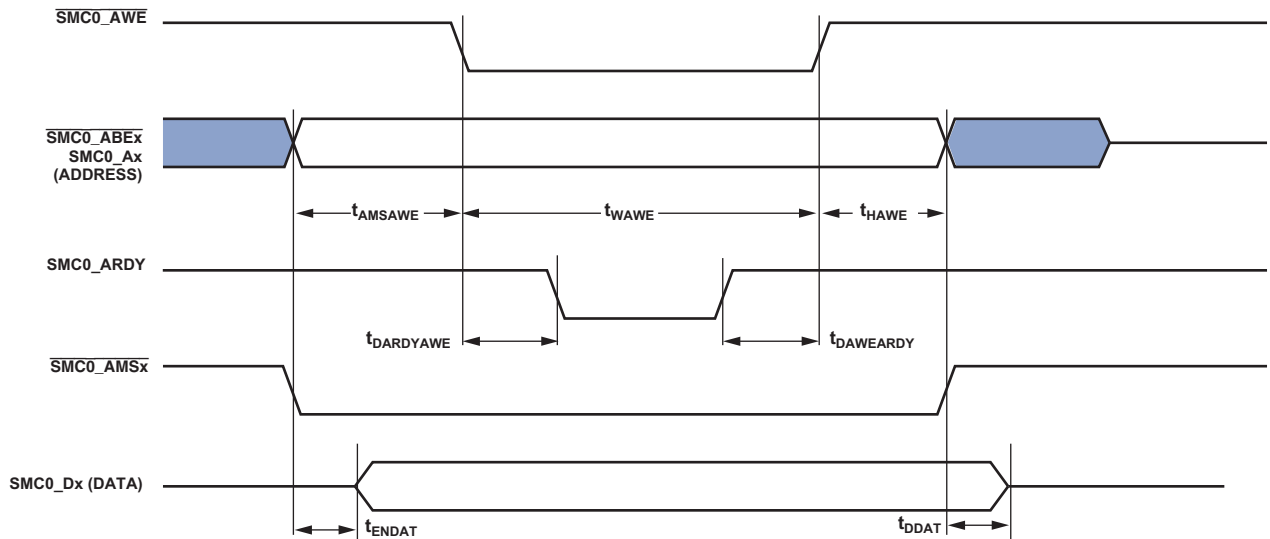 SMC0_AWE
SMC0_ABEx
SMC0_Ax
(ADDRESS)
tAMSAWE
tWAWE
tHAWE
SMC0_ARDY
tDARDYAWE
tDAWEARDY
SMC0_AMSx
SMC0_Dx (DATA)
tENDAT
tDDAT